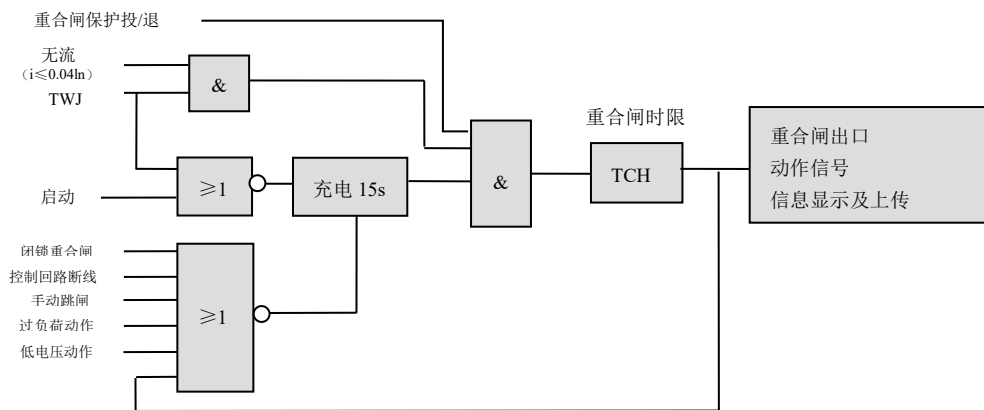 重合闸保护投/退
无流
（i≤0.04ln）
TWJ
&
重合闸时限
重合闸出口
动作信号
信息显示及上传
TCH
&
≥1
充电 15s
启动
闭锁重合闸
控制回路断线
手动跳闸
≥1
过负荷动作
低电压动作